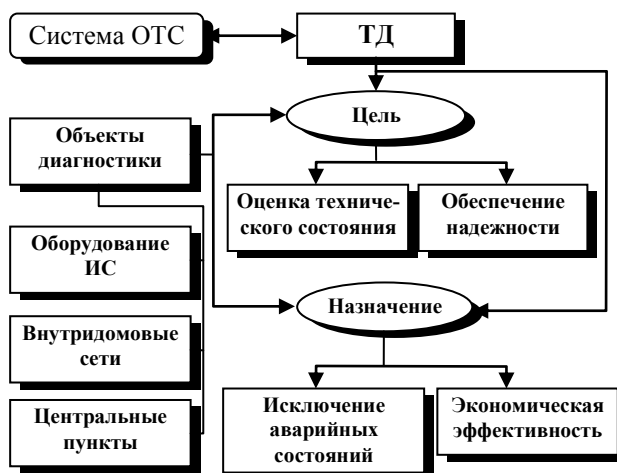 Система ОТС
ТД
Цель
Объекты
диагностики
Оценка техниче-
ского состояния
Обеспечение
надежности
Оборудование
ИС
Назначение
Внутридомовые
сети
Исключение
аварийных
состояний
Экономическая
эффективность
Центральные
пункты